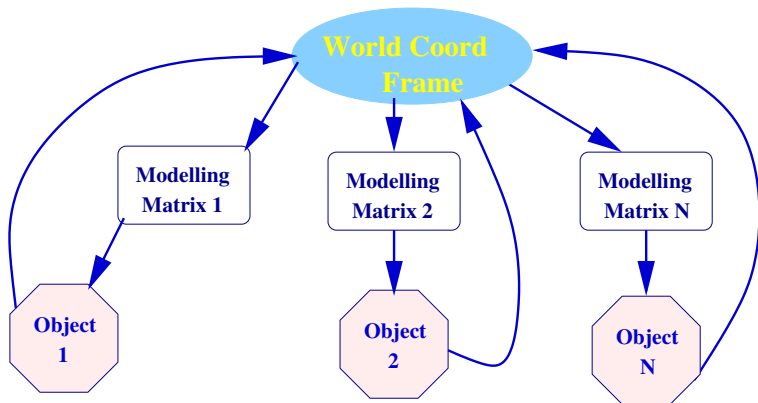 World Coord
Frame
Modelling
Matrix 1
Modelling
Matrix 2
Modelling
Matrix N
Object
1
Object
2
Object
N